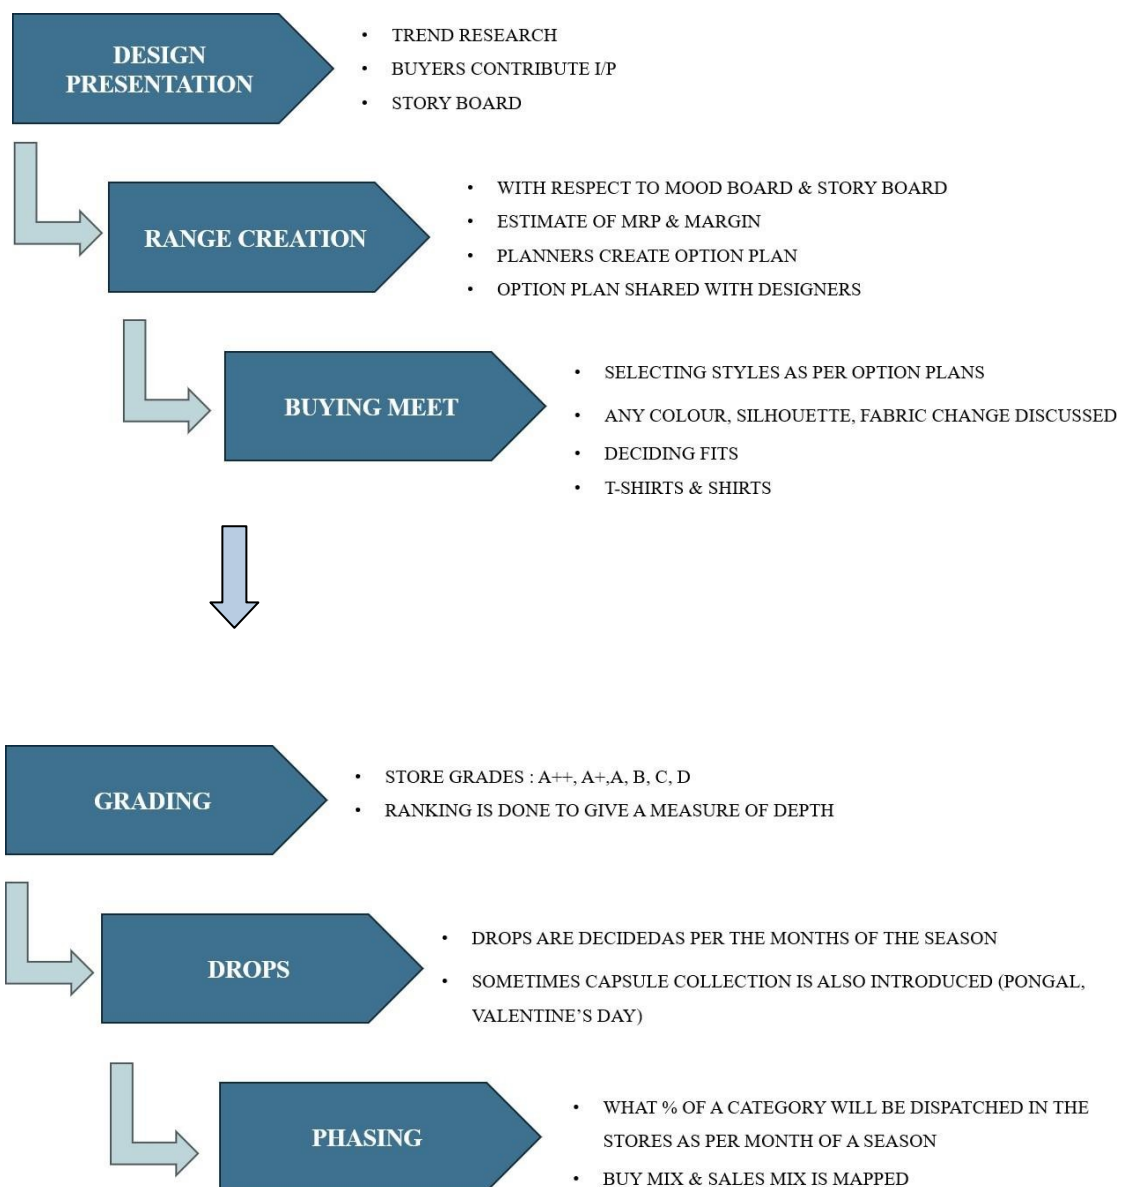 DESIGN
PRESENTATION
• TREND RESEARCH
• BUYERS CONTRIBUTE I/P
• STORY BOARD
RANGE CREATION
• WITH RESPECT TO MOOD BOARD & STORY BOARD
• ESTIMATE OF MRP & MARGIN
• PLANNERS CREATE OPTION PLAN
• OPTION PLAN SHARED WITH DESIGNERS
BUYING MEET
• SELECTING STYLES AS PER OPTION PLANS
• ANY COLOUR, SILHOUETTE, FABRIC CHANGE DISCUSSED
• DECIDING FITS
• T-SHIRTS & SHIRTS
GRADING
• STORE GRADES : A++, A+,A, B, C, D
• RANKING IS DONE TO GIVE A MEASURE OF DEPTH
DROPS
• DROPS ARE DECIDEDAS PER THE MONTHS OF THE SEASON
• SOMETIMES CAPSULE COLLECTION IS ALSO INTRODUCED (PONGAL,
VALENTINE’S DAY)
PHASING
• WHAT % OF A CATEGORY WILL BE DISPATCHED IN THE
STORES AS PER MONTH OF A SEASON
• BUY MIX & SALES MIX IS MAPPED